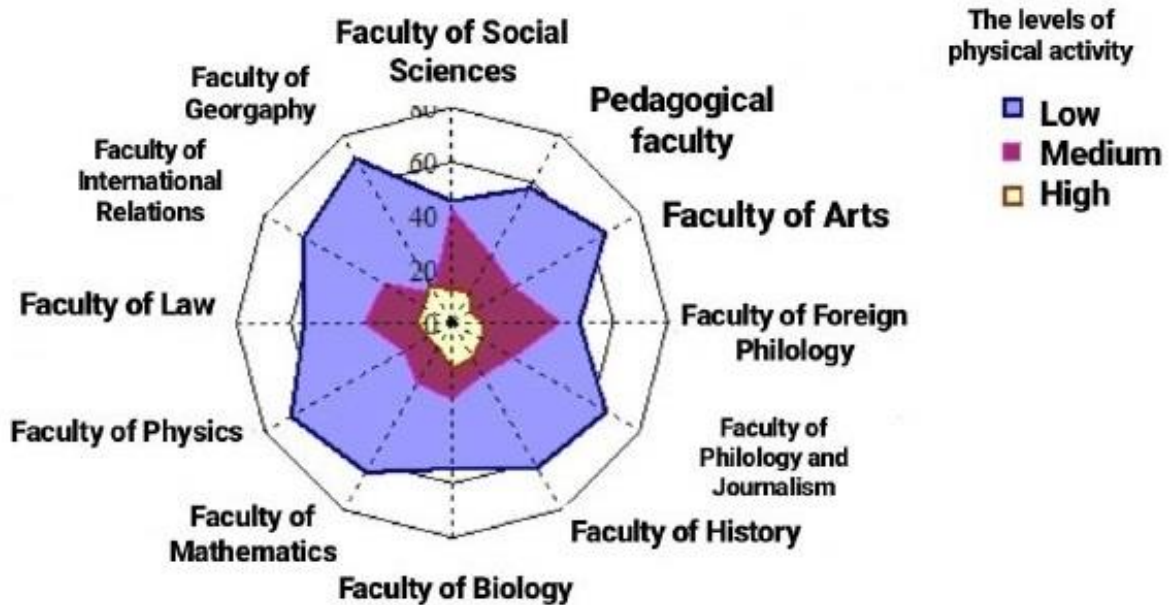 Faculty of Social
Sciences
Faculty of
Georgaphy
Pedagogical
faculty
Faculty of
International
Relations
Faculty of Arts
Faculty of Law
Faculty of Foreign
Philology
Faculty of Physics
Faculty of
Philology and
Journalism
Faculty of
Mathematics
Faculty of History
Faculty of Biology
80
60
40
20
0
The levels of
physical activity
Low
Medium
High